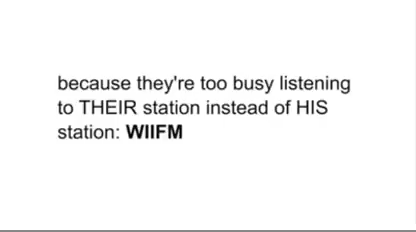 because they're too busy listening
to THEIR station instead of HIS
station: WIIFM